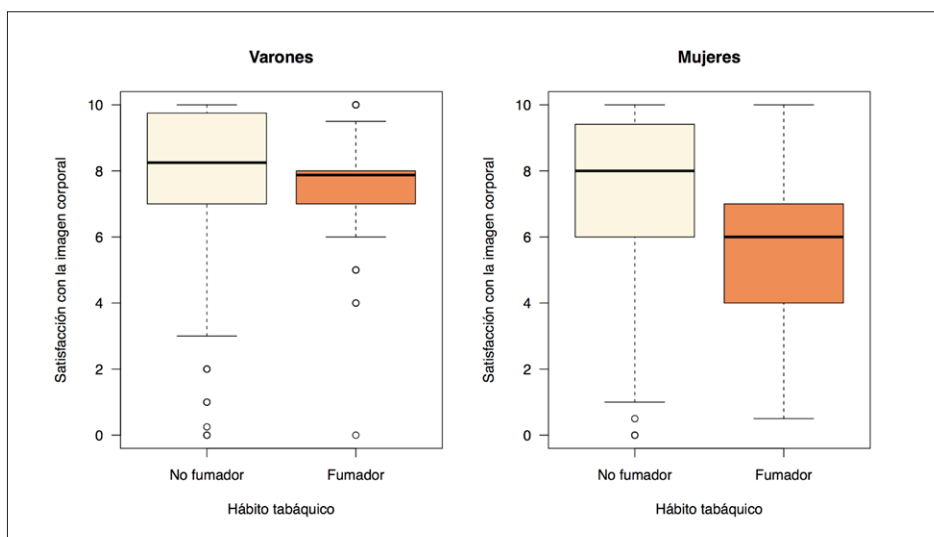 Varones
Satisfacción con la imagen corporal
10
8
6
4
2
0
No fumador Fumador
Hábito tabáquico
Mujeres
Satisfacción con la imagen corporal
10
8
6
4
2
0
No fumador Fumador
Hábito tabáquico